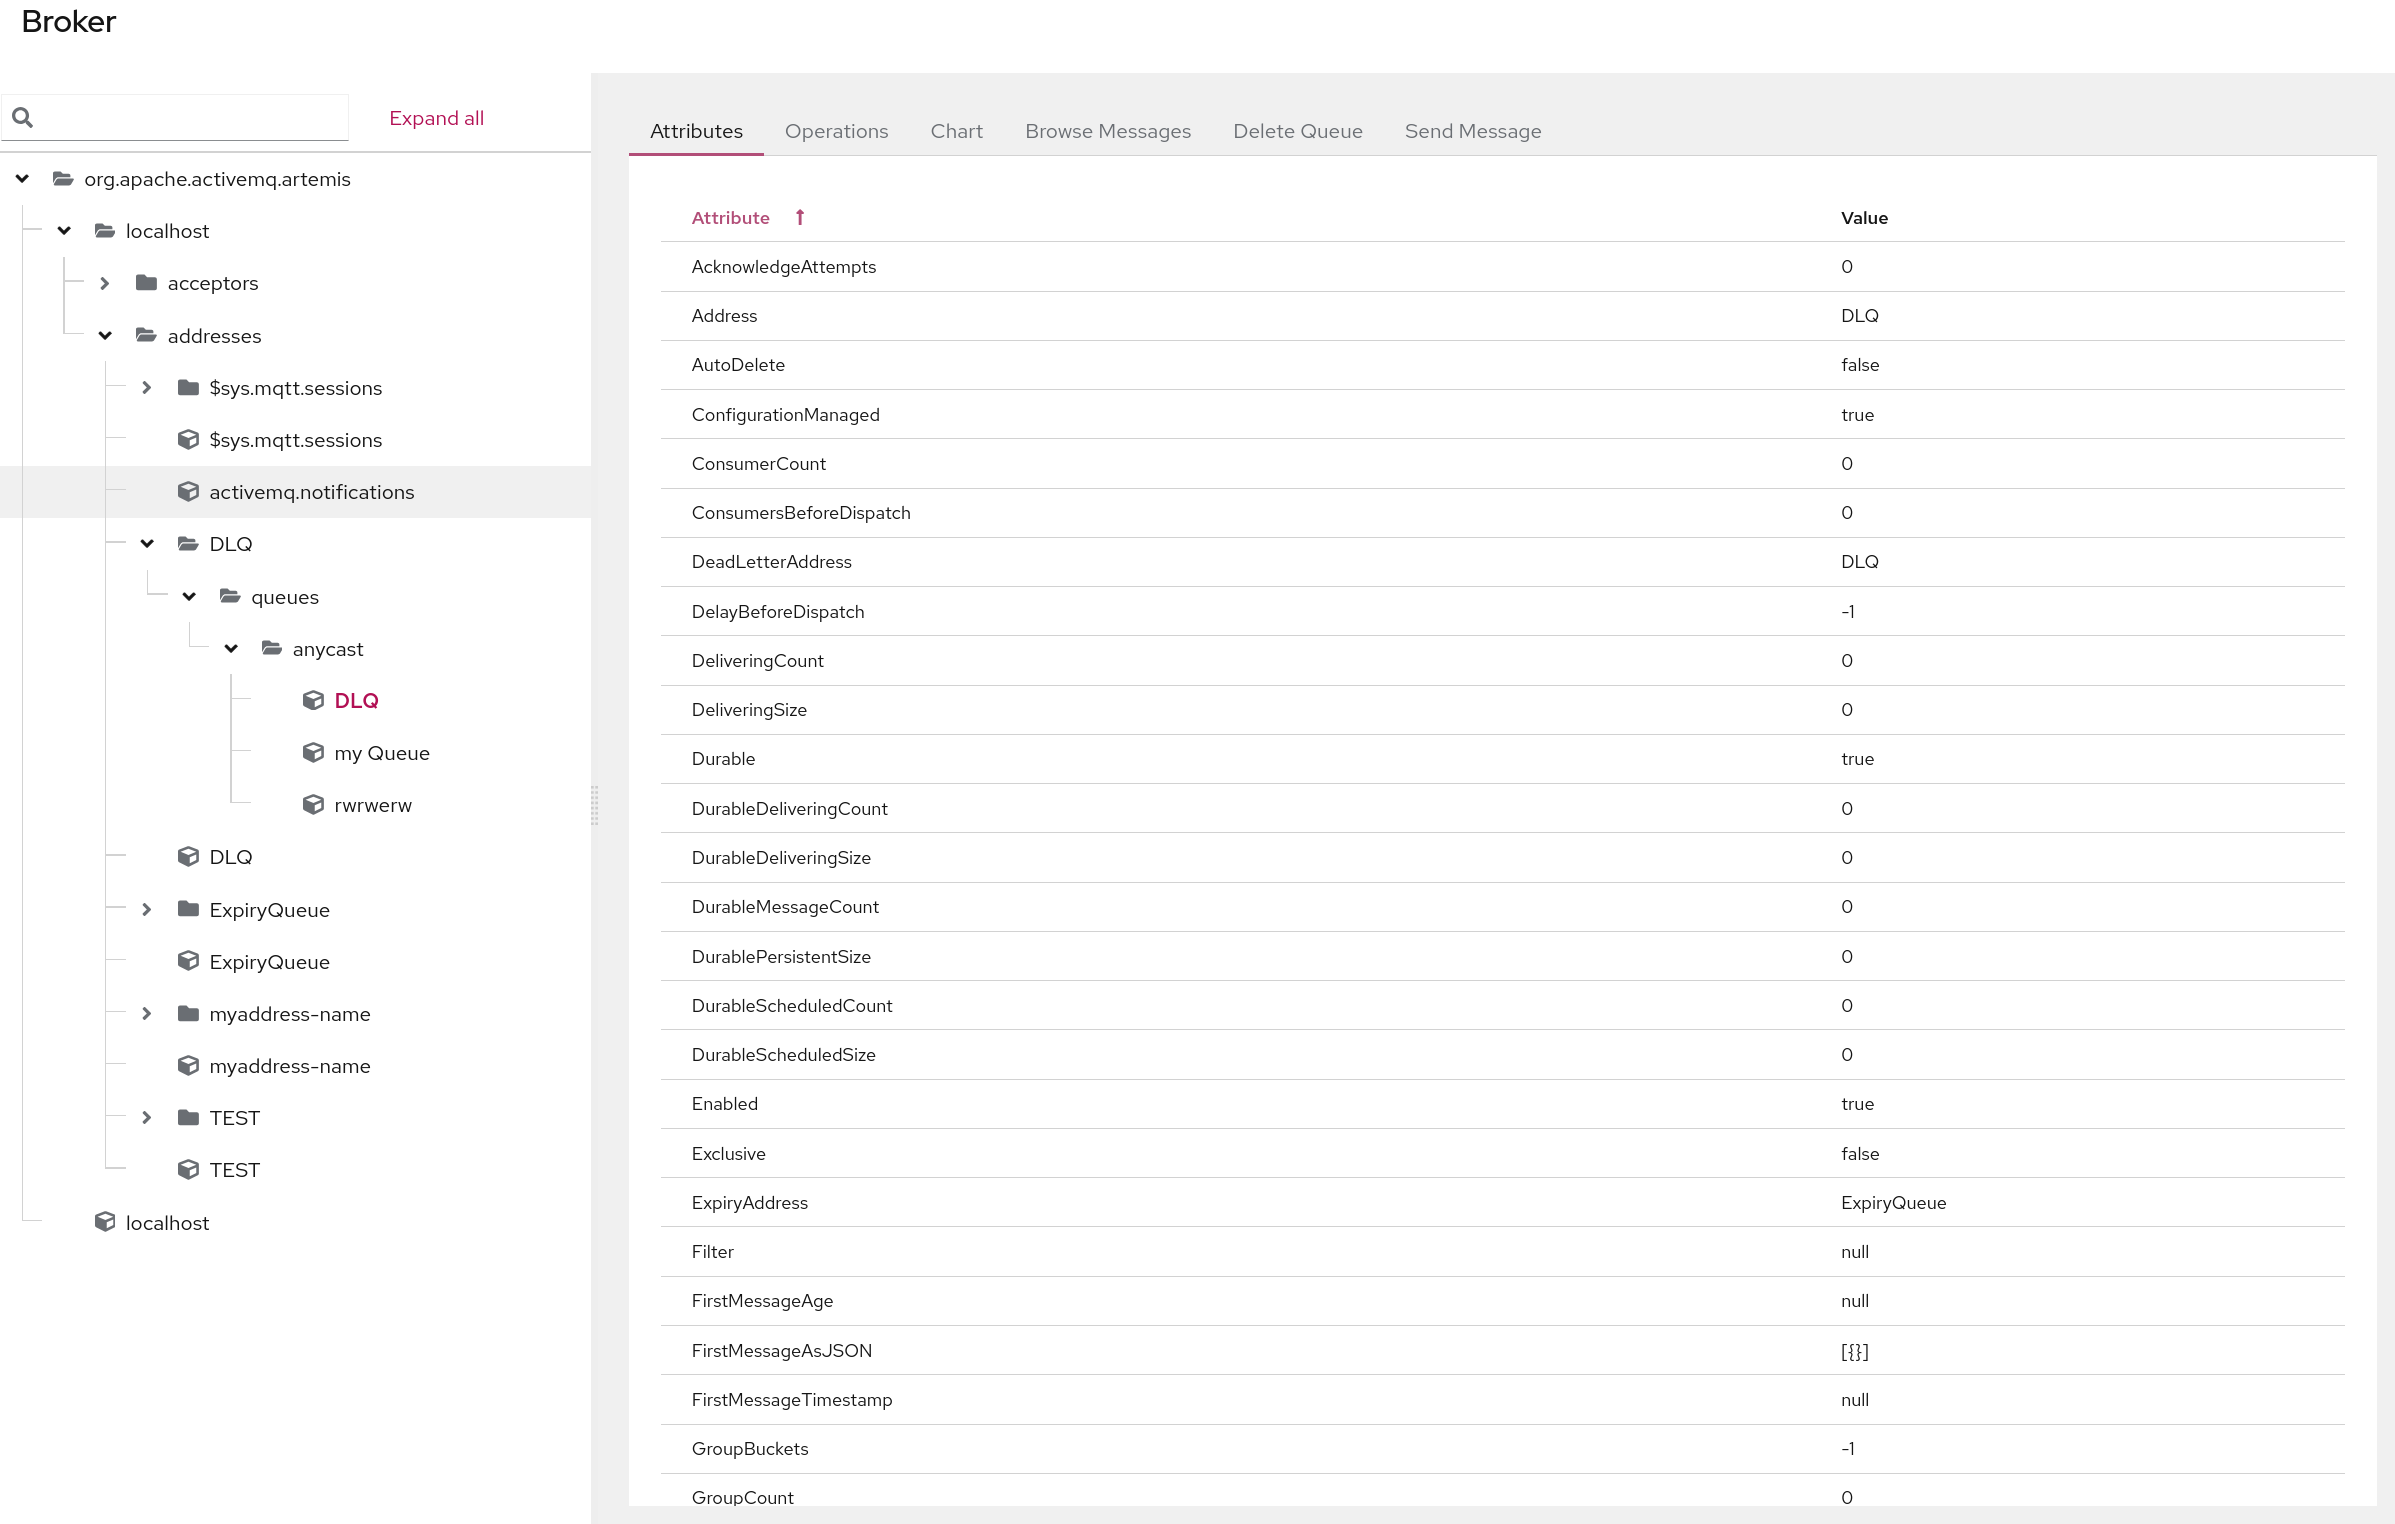 Broker
Expand all
org.apache.activemq.artemis
localhost
acceptors
addresses
$sys.mqtt.sessions
$sys.mqtt.sessions
activemq.notifications
DLQ
queues
anycast
DLQ
my Queue
rwrwerw
DLQ
ExpiryQueue
ExpiryQueue
myaddress-name
myaddress-name
TEST
TEST
localhost
Attributes Operations Chart Browse Messages Delete Queue Send Message
Attribute Value
AcknowledgeAttempts 0
Address DLQ
AutoDelete false
ConfigurationManaged true
ConsumerCount 0
ConsumersBeforeDispatch 0
DeadLetterAddress DLQ
DelayBeforeDispatch -1
DeliveringCount 0
DeliveringSize 0
Durable true
DurableDeliveringCount 0
DurableDeliveringSize 0
DurableMessageCount 0
DurablePersistentSize 0
DurableScheduledCount 0
DurableScheduledSize 0
Enabled true
Exclusive false
ExpiryAddress ExpiryQueue
Filter null
FirstMessageAge null
FirstMessageAsJSON [{}]
FirstMessageTimestamp null
GroupBuckets -1
GroupCount 0